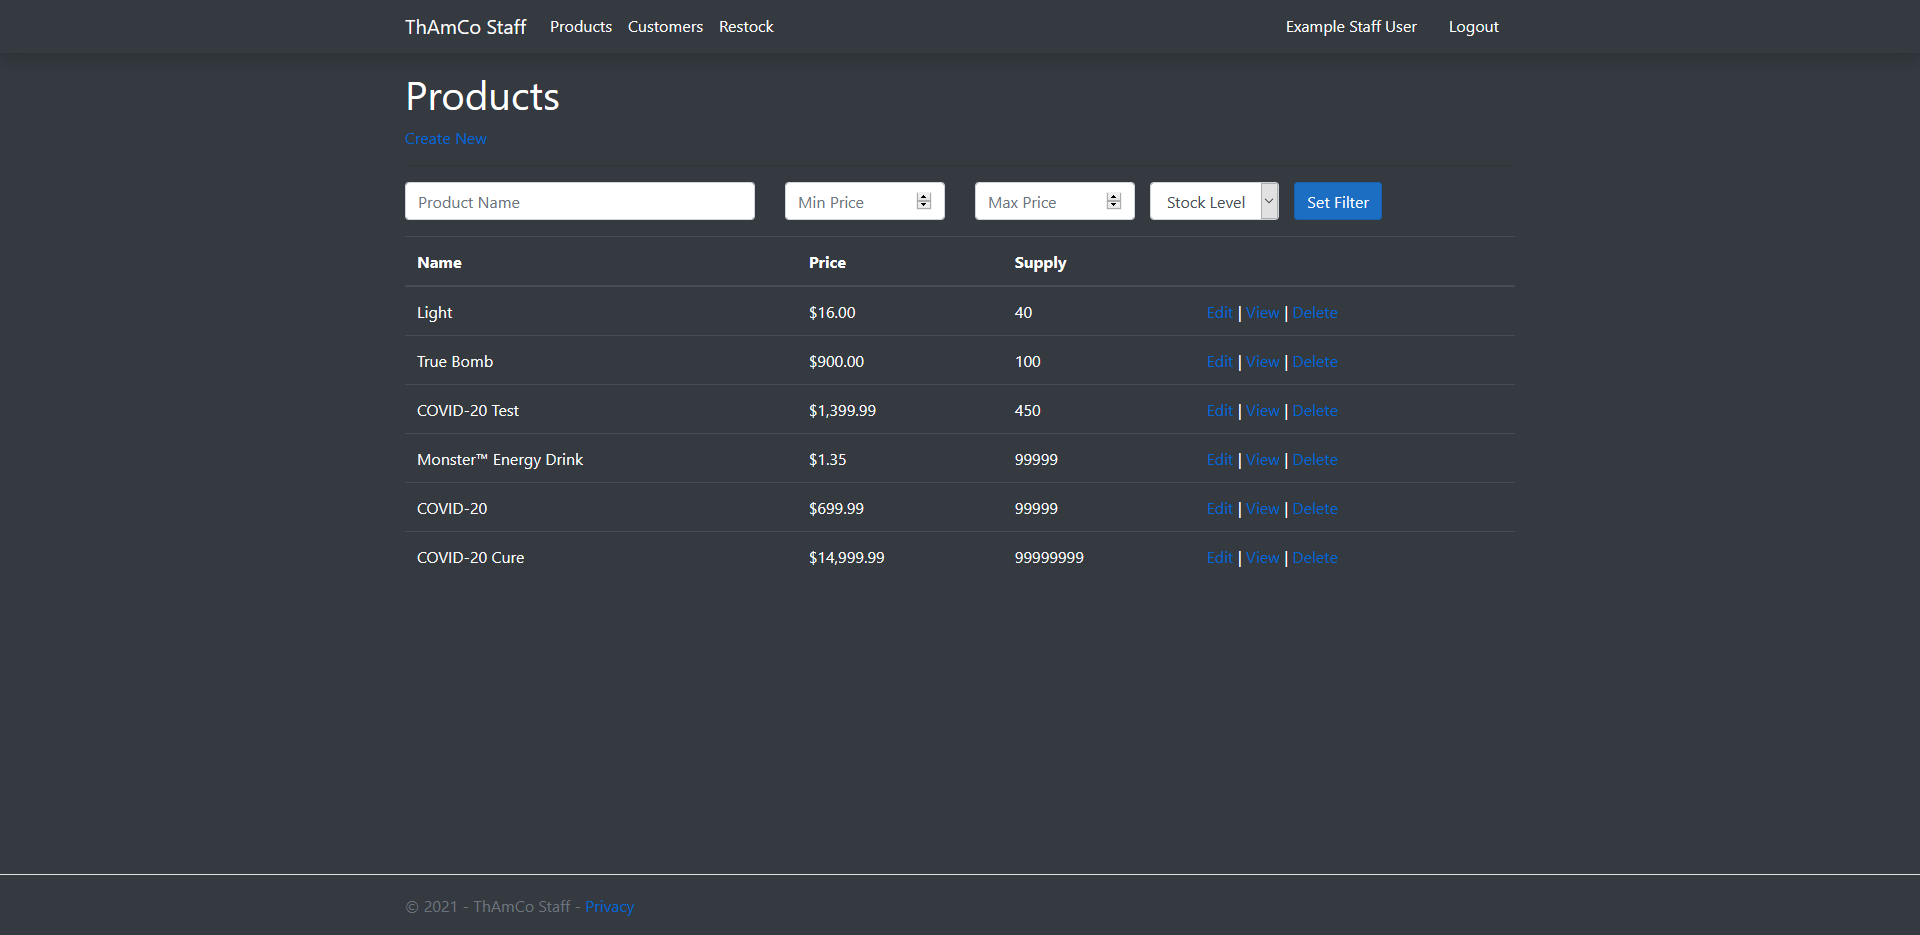 ThAmCo Staff Products Customers Restock Example Staff User Logout
Products
Create New
Product Name Min Price Max Price Stock Level Set Filter
Name Price Supply
Light $16.00 40 Edit | View | Delete
True Bomb $900.00 100 Edit | View | Delete
COVID-20 Test $1,399.99 450 Edit | View | Delete
Monster™ Energy Drink $1.35 99999 Edit | View | Delete
COVID-20 $699.99 99999 Edit | View | Delete
COVID-20 Cure $14,999.99 99999999 Edit | View | Delete
© 2021 - ThAmCo Staff - Privacy